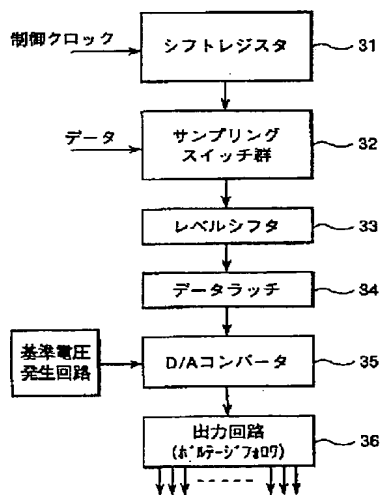 制御クロック
シフトレジスタ
31
データ
サンプリング
スイッチ群
32
レベルシフタ
33
データラッチ
34
基準電圧
発生回路
D/Aコンバータ
35
出力回路
(ﾎﾞﾙﾃｰｼﾞﾌｫﾛﾜ)
36